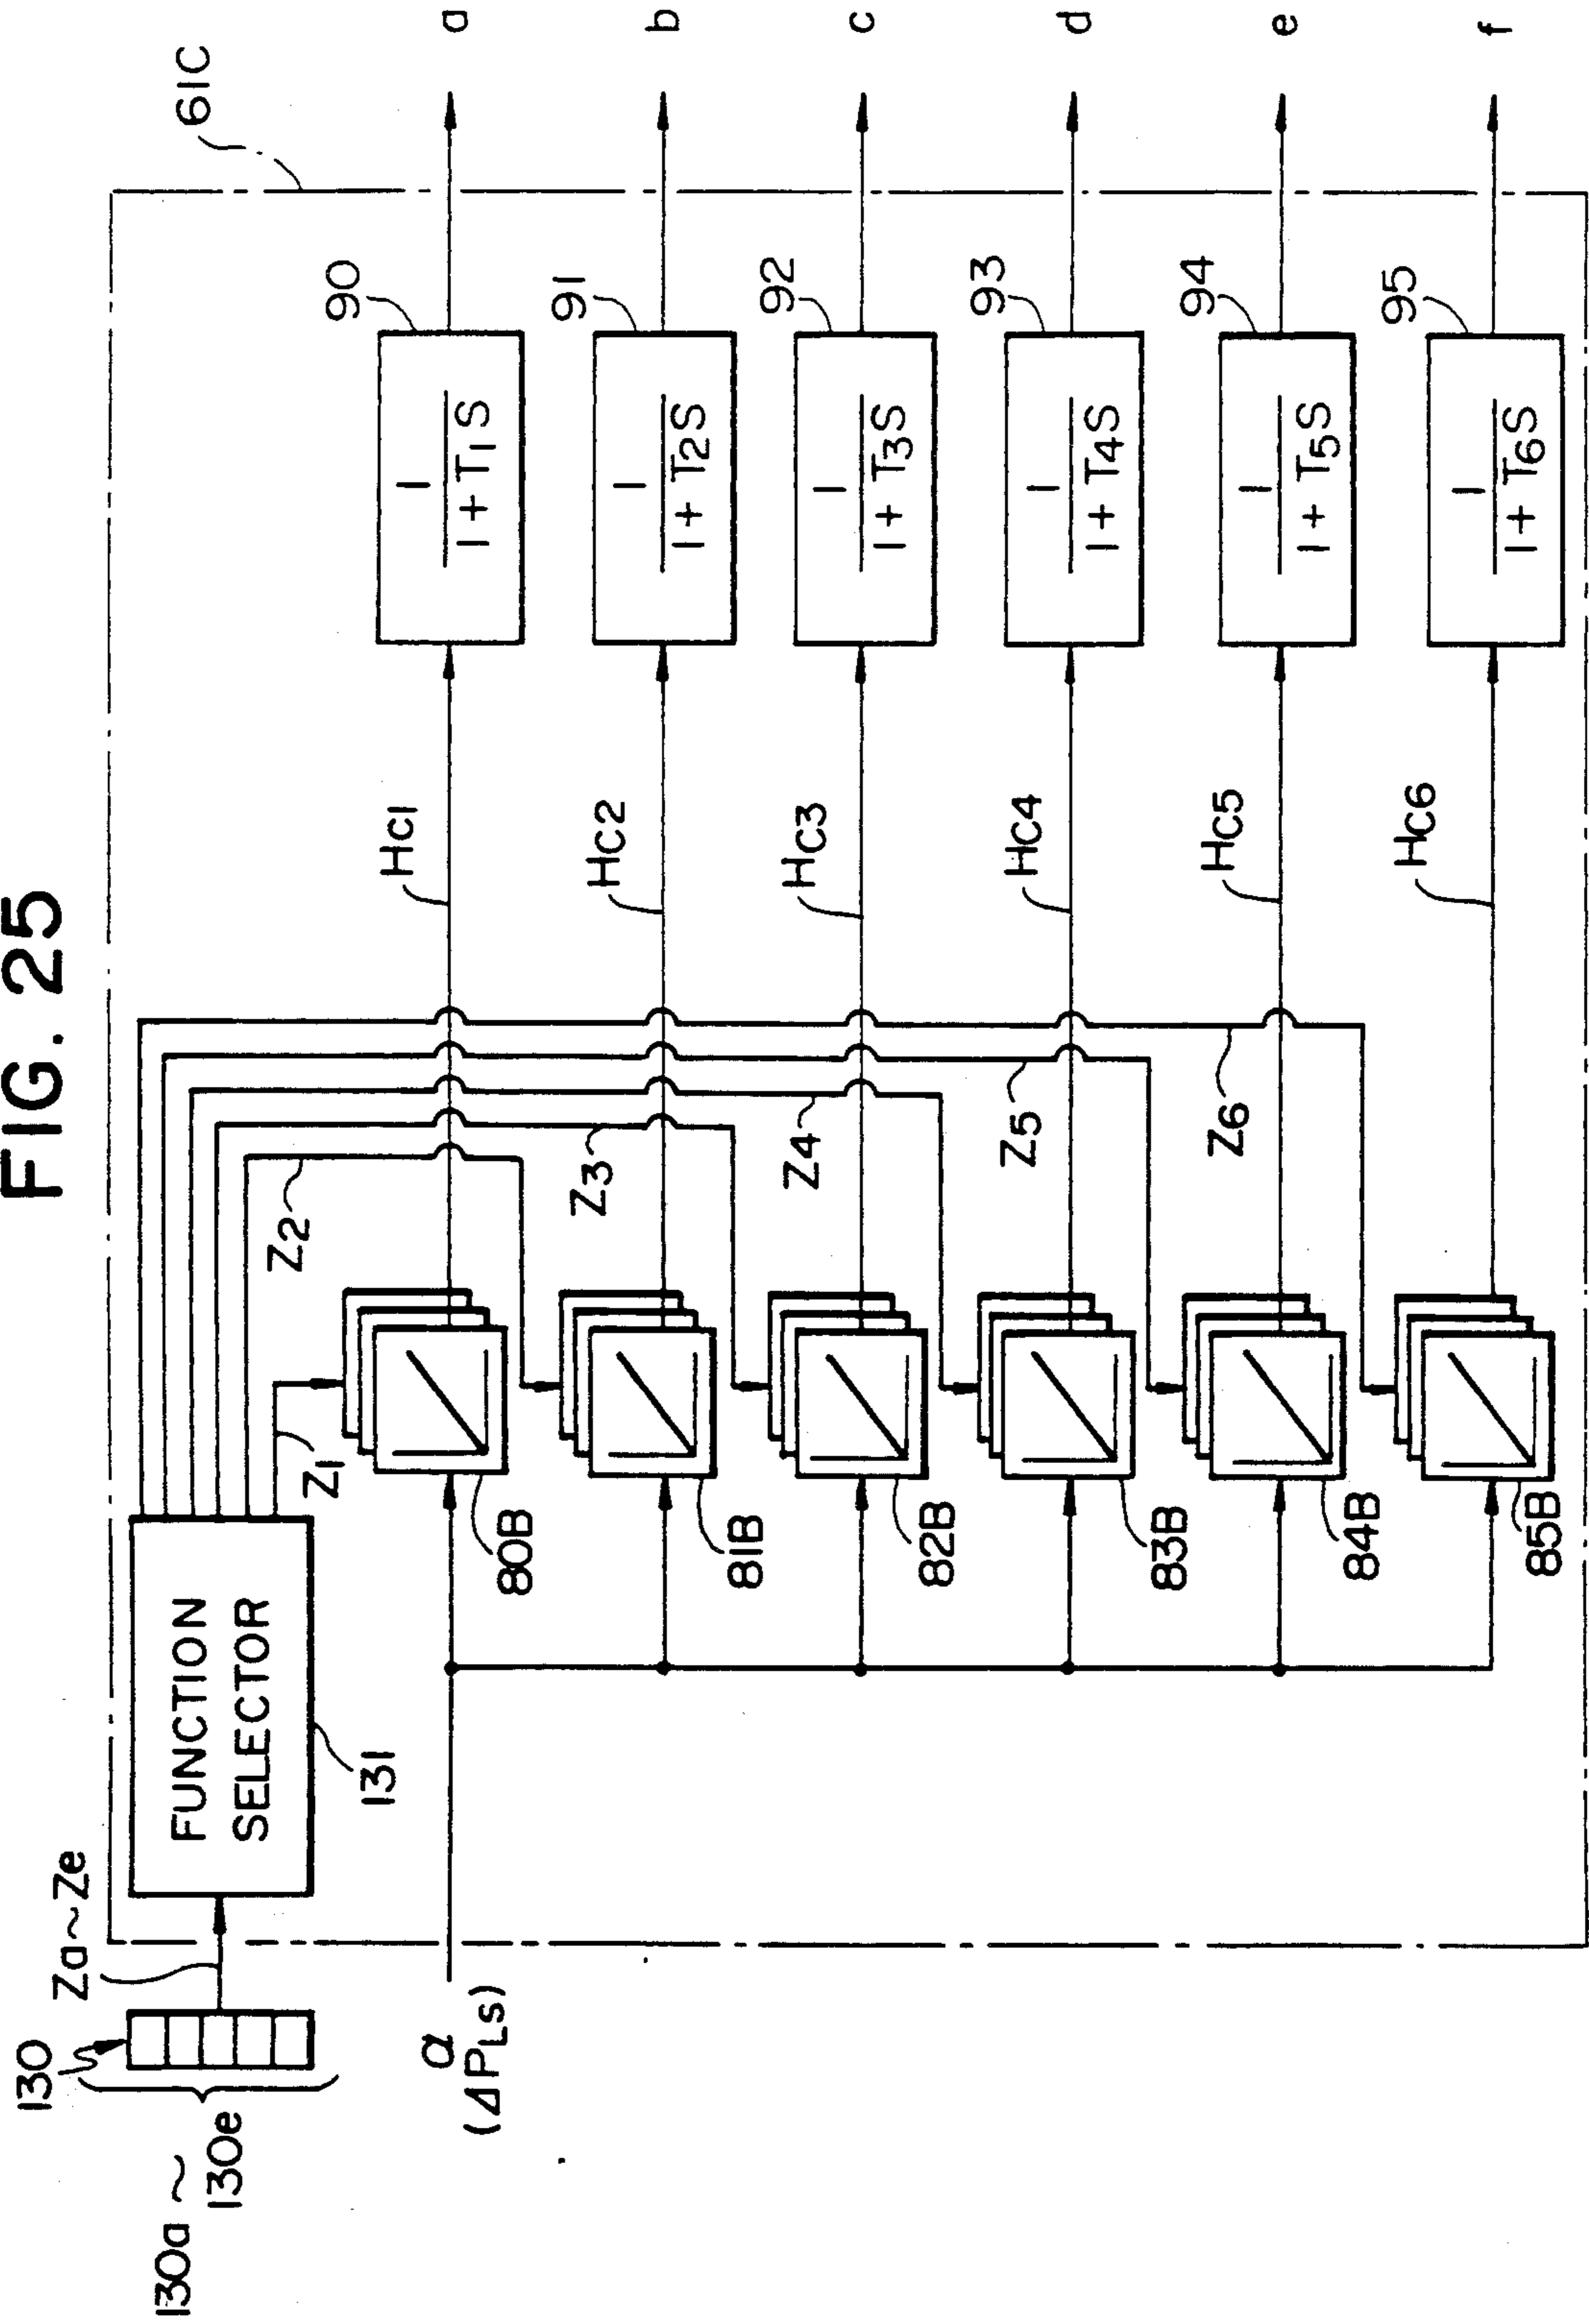 FIG. 25
130
130a ~
130e
Za~Ze
FUNCTION
SELECTOR
131
61C
α
(ΔPLS)
Z1
Z2
Z3
Z4
Z5
Z6
80B
HC1
1
1+T1S
90
a
81B
HC2
1
1+T2S
91
b
82B
HC3
1
1+T3S
92
c
83B
HC4
1
1+T4S
93
d
84B
HC5
1
1+T5S
94
e
85B
HC6
1
1+T6S
95
f